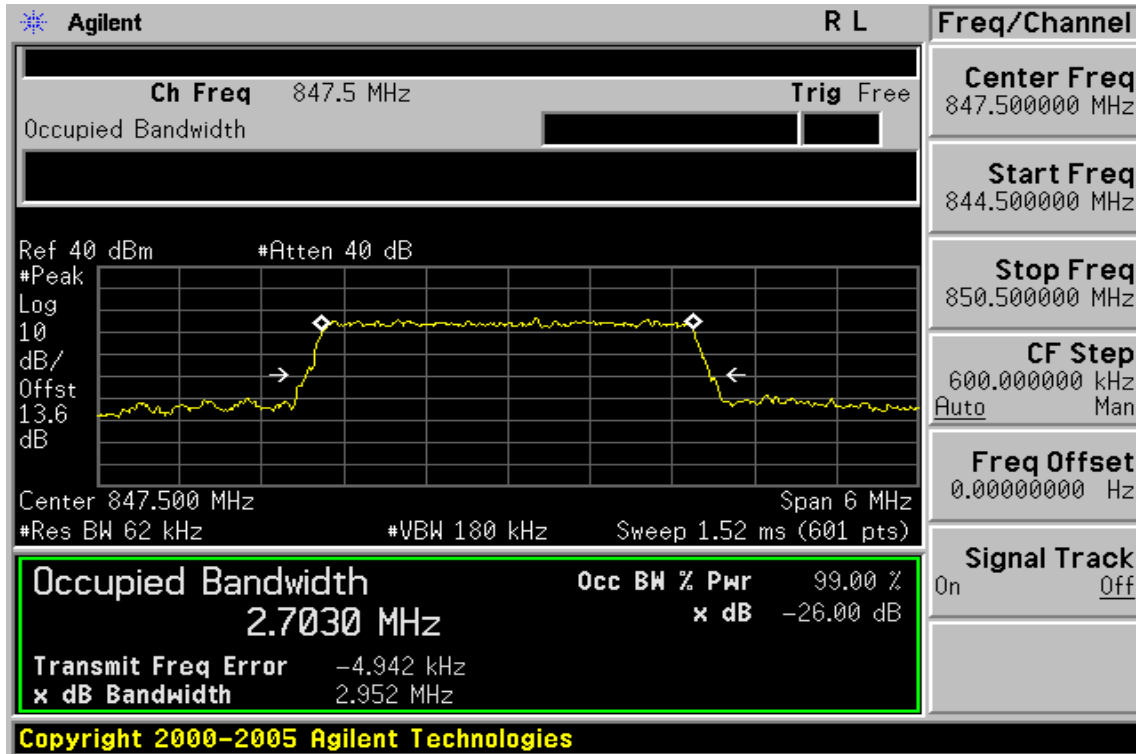 Agilent R L
Ch Freq 847.5 MHz Trig Free
Occupied Bandwidth
Ref 40 dBm #Atten 40 dB
#Peak
Log
10
dB/
Offst
13.6
dB
Center 847.500 MHz Span 6 MHz
#Res BW 62 kHz #VBW 180 kHz Sweep 1.52 ms (601 pts)
Occupied Bandwidth Occ BW % Pwr 99.00 %
2.7030 MHz x dB -26.00 dB
Transmit Freq Error -4.942 kHz
x dB Bandwidth 2.952 MHz
Copyright 2000-2005 Agilent Technologies
Freq/Channel
Center Freq
847.500000 MHz
Start Freq
844.500000 MHz
Stop Freq
850.500000 MHz
CF Step
600.000000 kHz
Auto Man
Freq Offset
0.00000000 Hz
Signal Track
On Off